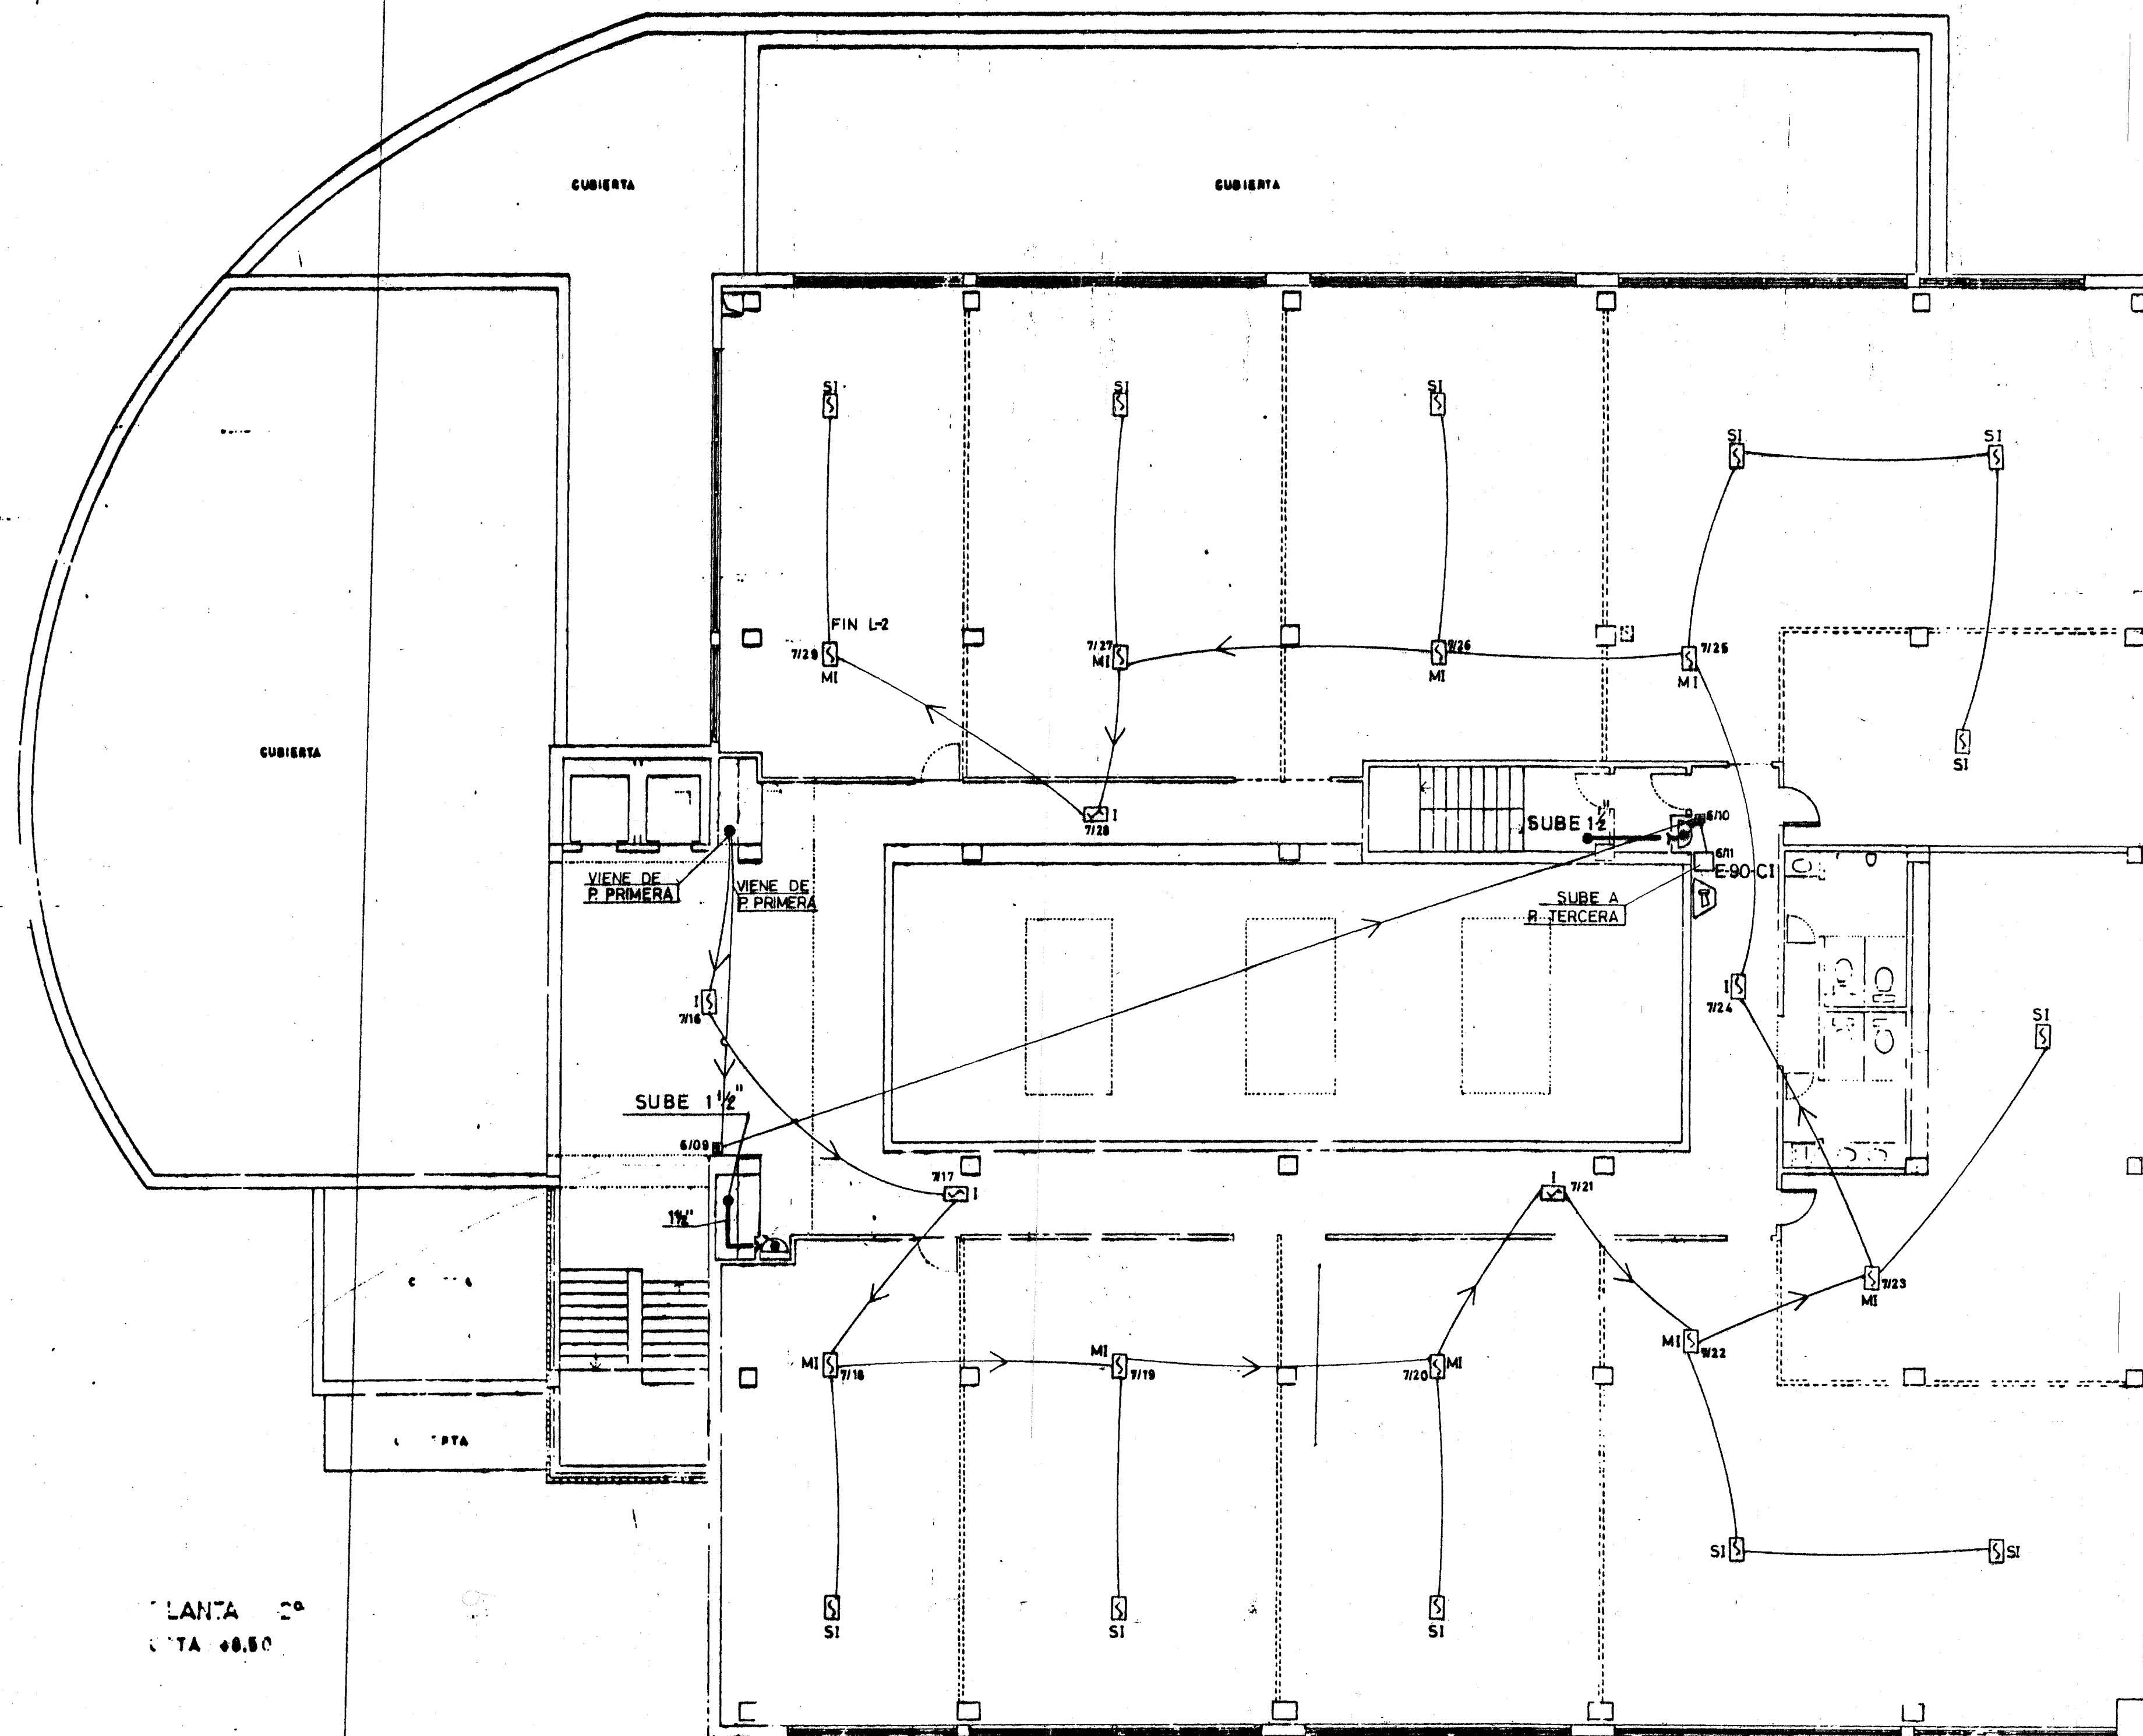 CUBIERTA
CUBIERTA
SI
SI
SI
SI
SI
FIN L-2
7/29
MI
7/27
MI
7/26
MI
7/25
MI
SI
CUBIERTA
I
7/28
SUBE 1½"
6/10
6/11
E-90-CI
VIENE DE
P. PRIMERA
VIENE DE
P. PRIMERA
SUBE A
P. TERCERA
I
7/16
I
7/24
SI
SUBE 1½"
6/09
7/17
I
I
7/21
1½"
7/23
MI
MI
7/18
MI
7/19
MI
7/20
MI
7/22
SI
SI
SI
SI
SI
2ª